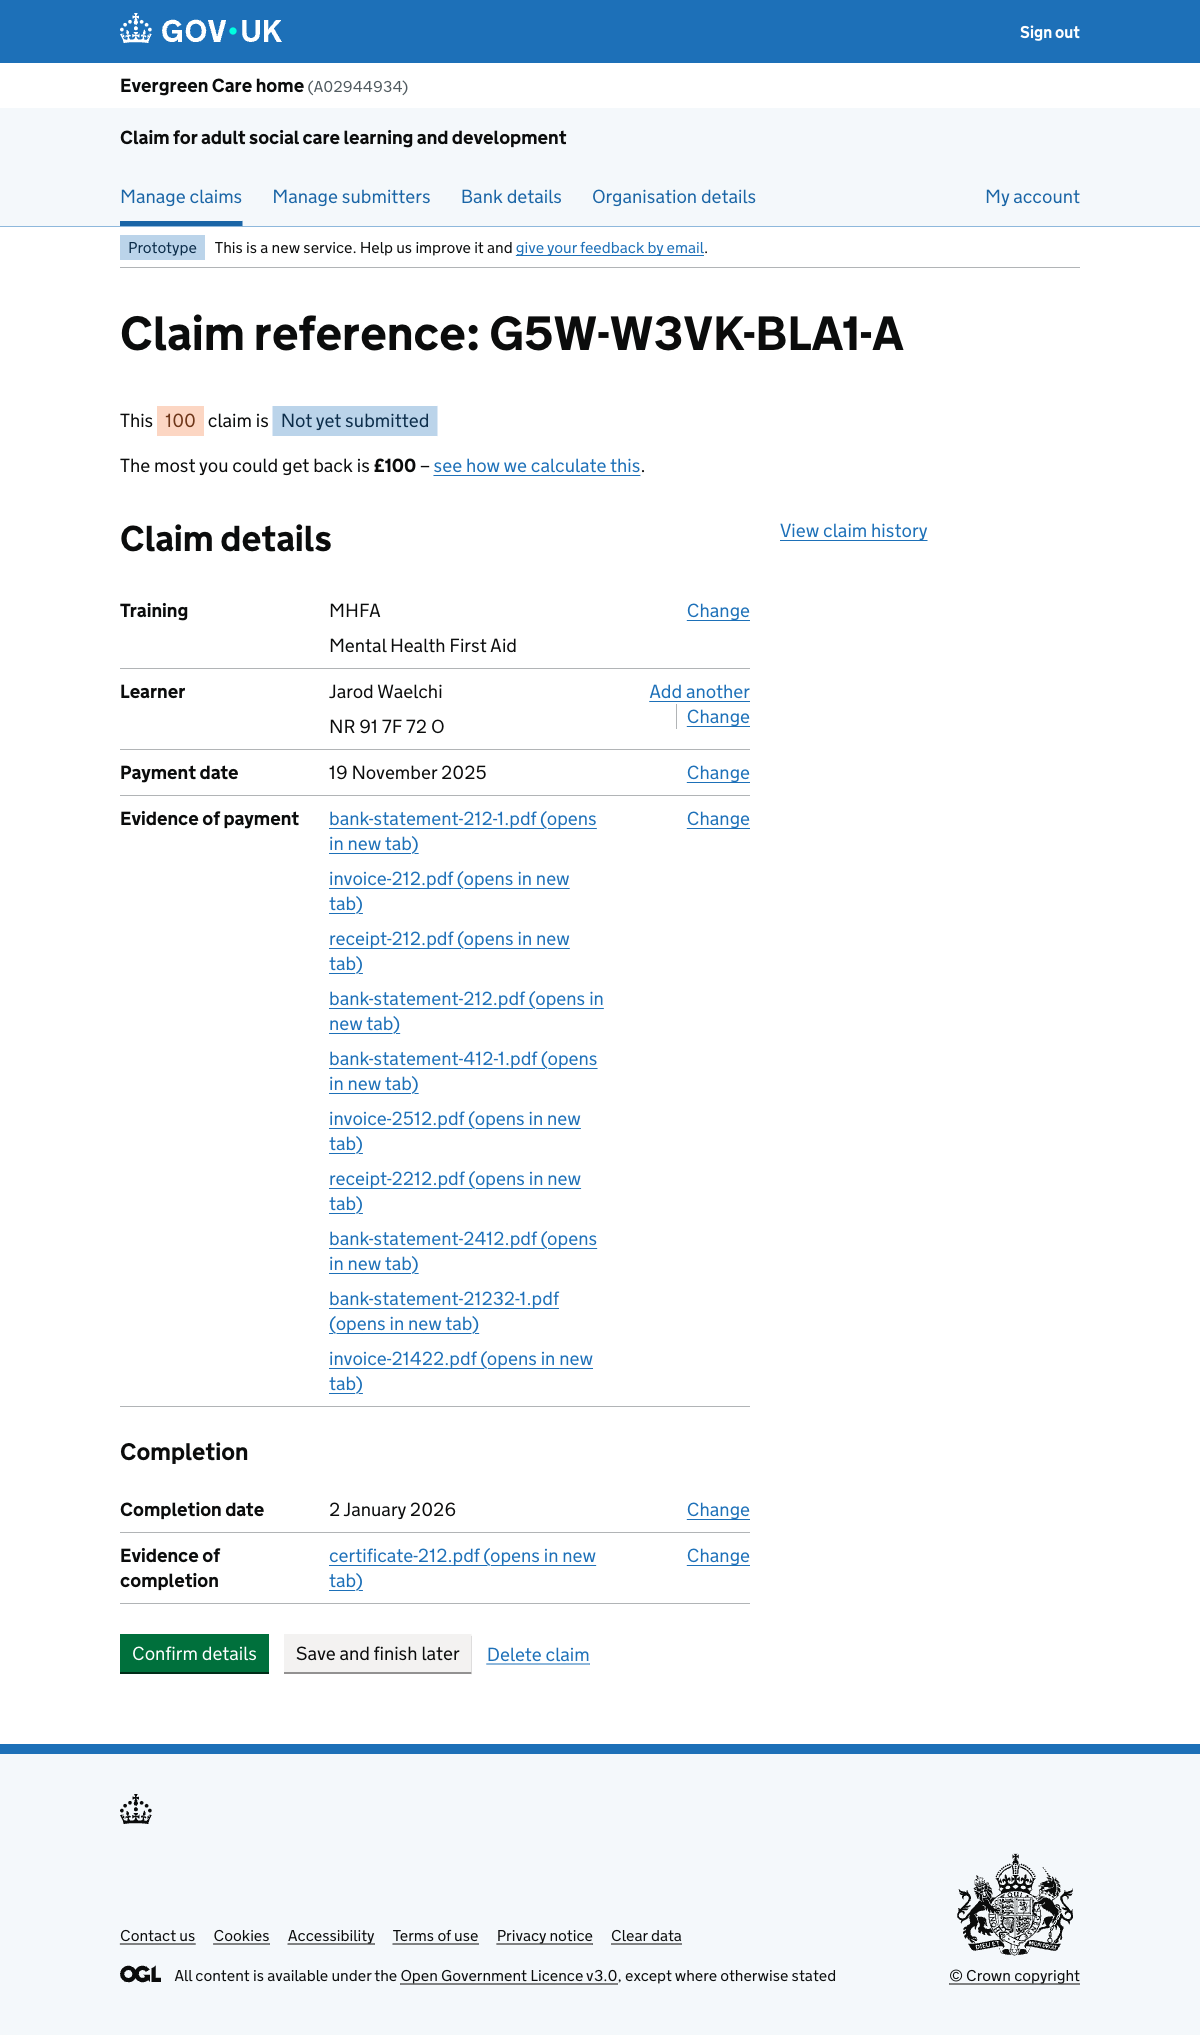 GOV·UK
Sign out
Evergreen Care home (A02944934)
Claim for adult social care learning and development
Manage claims Manage submitters Bank details Organisation details My account
Prototype This is a new service. Help us improve it and give your feedback by email.
Claim reference: G5W-W3VK-BLA1-A
This 100 claim is Not yet submitted
The most you could get back is £100 – see how we calculate this.
Claim details
View claim history
Training MHFA Change
Mental Health First Aid
Learner Jarod Waelchi Add another
Change
NR 91 7F 72 O
Payment date 19 November 2025 Change
Evidence of payment bank-statement-212-1.pdf (opens Change
in new tab)
invoice-212.pdf (opens in new
tab)
receipt-212.pdf (opens in new
tab)
bank-statement-212.pdf (opens in
new tab)
bank-statement-412-1.pdf (opens
in new tab)
invoice-2512.pdf (opens in new
tab)
receipt-2212.pdf (opens in new
tab)
bank-statement-2412.pdf (opens
in new tab)
bank-statement-21232-1.pdf
(opens in new tab)
invoice-21422.pdf (opens in new
tab)
Completion
Completion date 2 January 2026 Change
Evidence of certificate-212.pdf (opens in new Change
completion tab)
Confirm details Save and finish later Delete claim
Contact us Cookies Accessibility Terms of use Privacy notice Clear data
OGL All content is available under the Open Government Licence v3.0, except where otherwise stated
© Crown copyright